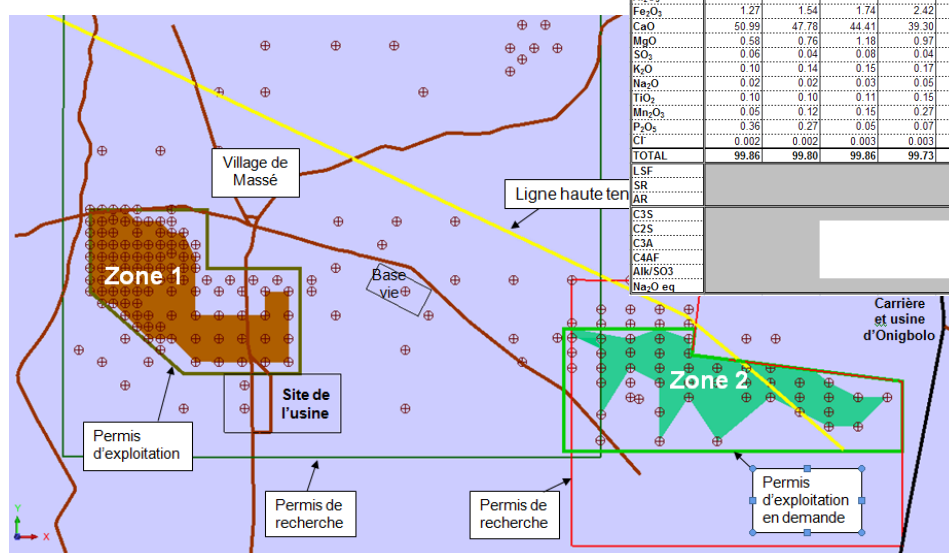 Fe₂O₃ 1.27 1.54 1.74 2.42
CaO 50.99 47.78 44.41 39.30
MgO 0.58 0.76 1.18 0.97
SO₃ 0.06 0.04 0.08 0.04
K₂O 0.10 0.14 0.15 0.17
Na₂O 0.02 0.02 0.03 0.05
TiO₂ 0.10 0.10 0.11 0.15
Mn₂O₃ 0.05 0.12 0.15 0.27
P₂O₅ 0.36 0.27 0.05 0.07
Cl⁻ 0.002 0.002 0.003 0.003
TOTAL 99.86 99.80 99.86 99.73
LSF
SR
AR
C3S
C2S
C3A
C4AF
Alk/SO3
Na₂O eq
Village de
Massé
Ligne haute ten
Zone 1
Base
vie
Carrière
et usine
d'Onigbolo
Zone 2
Site de
l'usine
Permis
d'exploitation
Permis de
recherche
Permis de
recherche
Permis
d'exploitation
en demande
Y
X